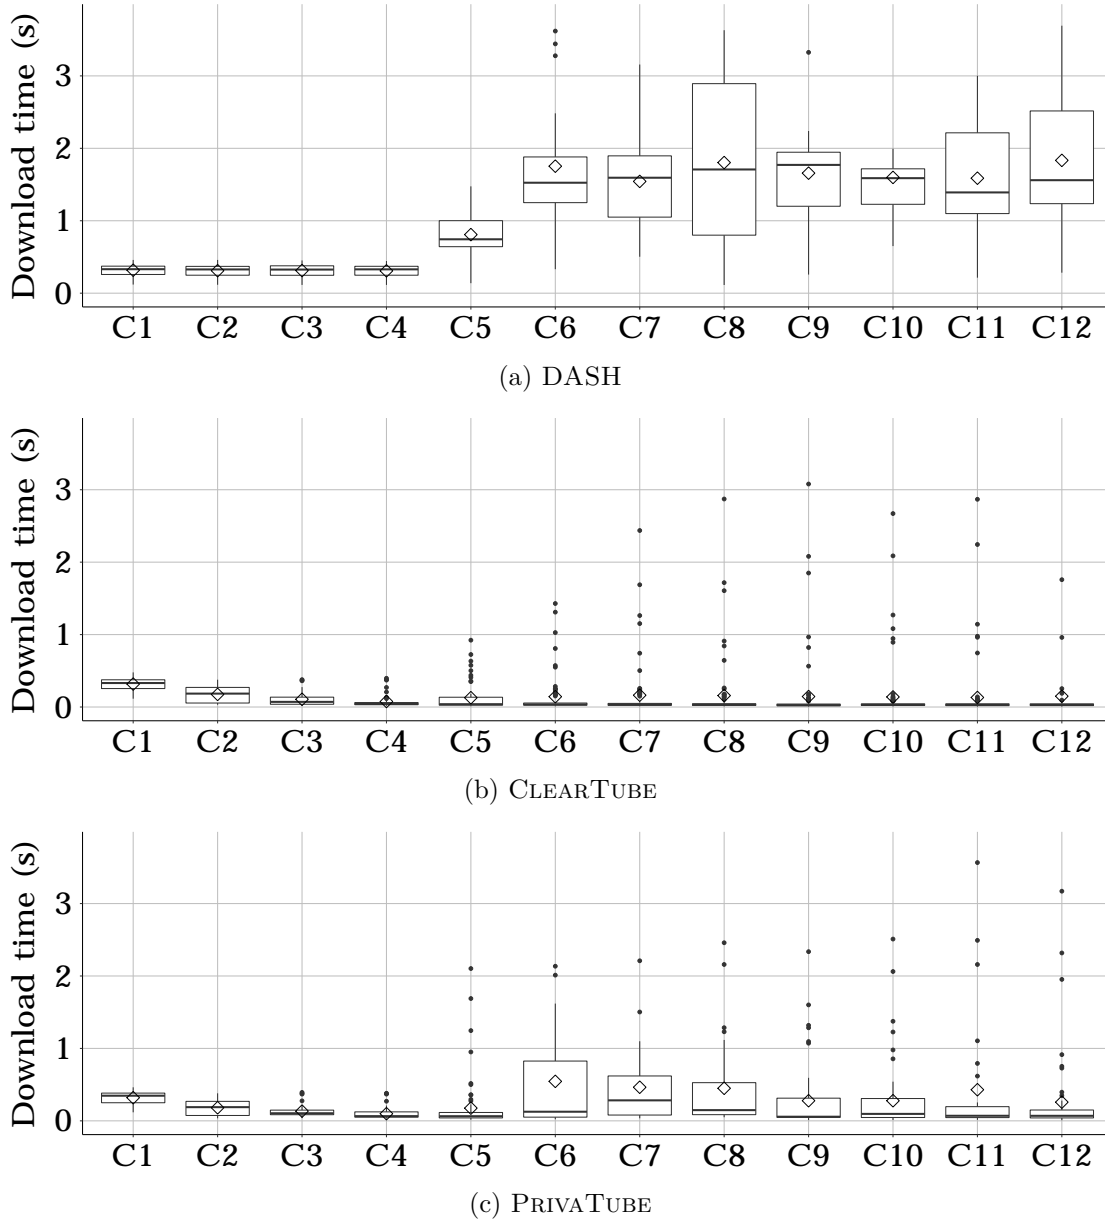 Download time (s)
3
2
1
0
C1 C2 C3 C4 C5 C6 C7 C8 C9 C10 C11 C12
(a) DASH
Download time (s)
3
2
1
0
C1 C2 C3 C4 C5 C6 C7 C8 C9 C10 C11 C12
(b) CLEARTUBE
Download time (s)
3
2
1
0
C1 C2 C3 C4 C5 C6 C7 C8 C9 C10 C11 C12
(c) PRIVATUBE